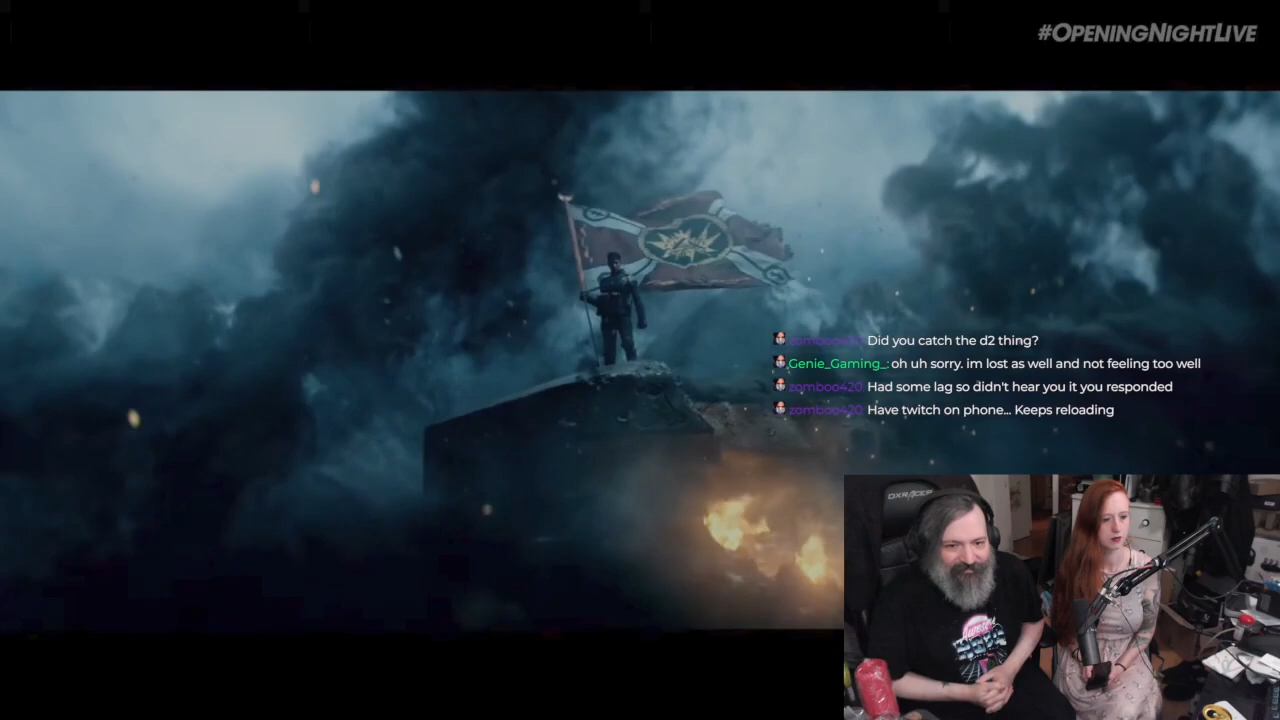 #OPENINGNIGHTLIVE
Did you catch the d2 thing?
Genie_Gaming_: oh uh sorry. im lost as well and not feeling too well
zomboo420: Had some lag so didn't hear you it you responded
zomboo420: Have twitch on phone... Keeps reloading
DXRACER